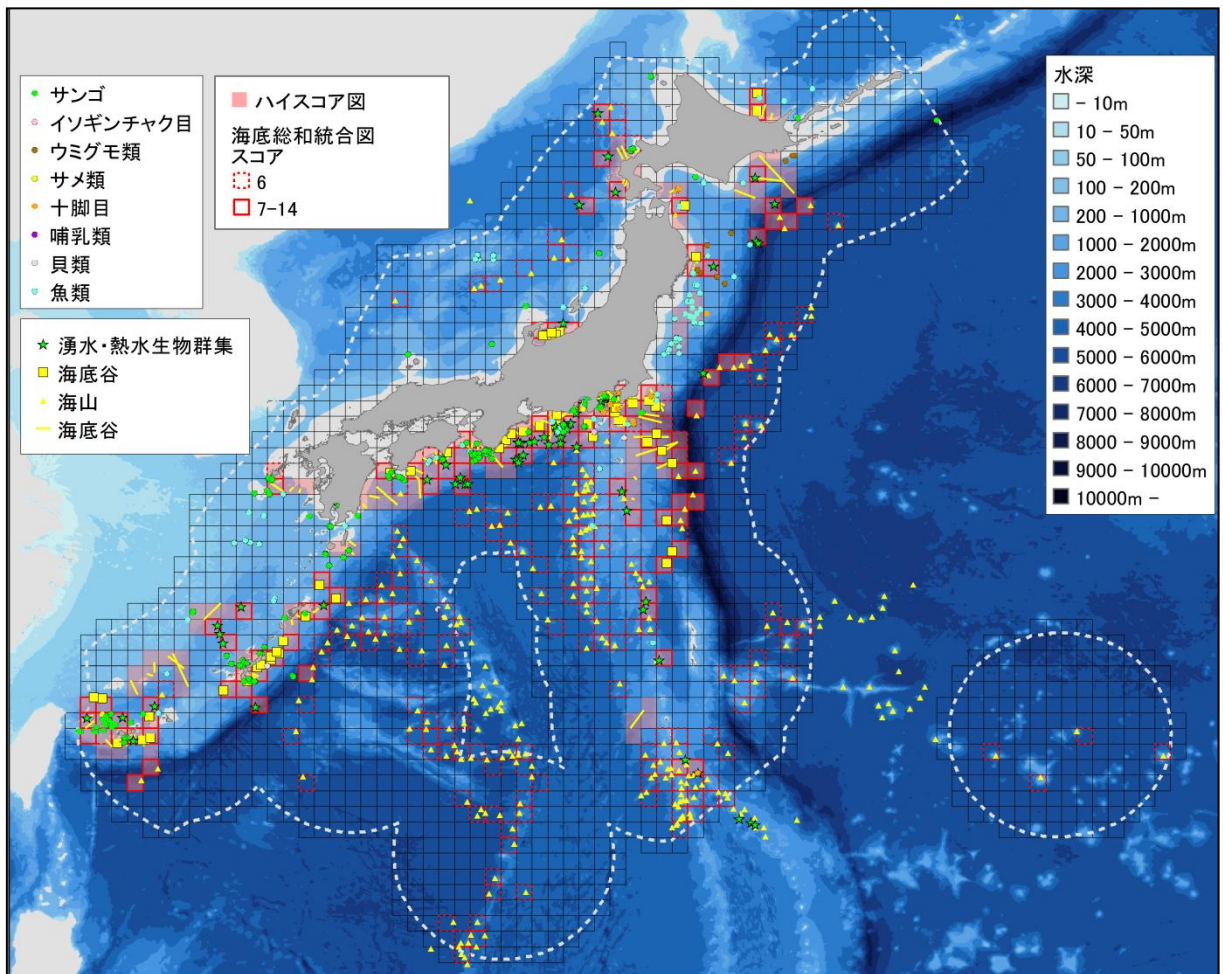 サンゴ
イソギンチャク目
ウミグモ類
サメ類
十脚目
哺乳類
貝類
魚類
湧水・熱水生物群集
海底谷
海山
海底谷
ハイスコア図
海底総和統合図
スコア
6
7-14
水深
- 10m
10 - 50m
50 - 100m
100 - 200m
200 - 1000m
1000 - 2000m
2000 - 3000m
3000 - 4000m
4000 - 5000m
5000 - 6000m
6000 - 7000m
7000 - 8000m
8000 - 9000m
9000 - 10000m
10000m -